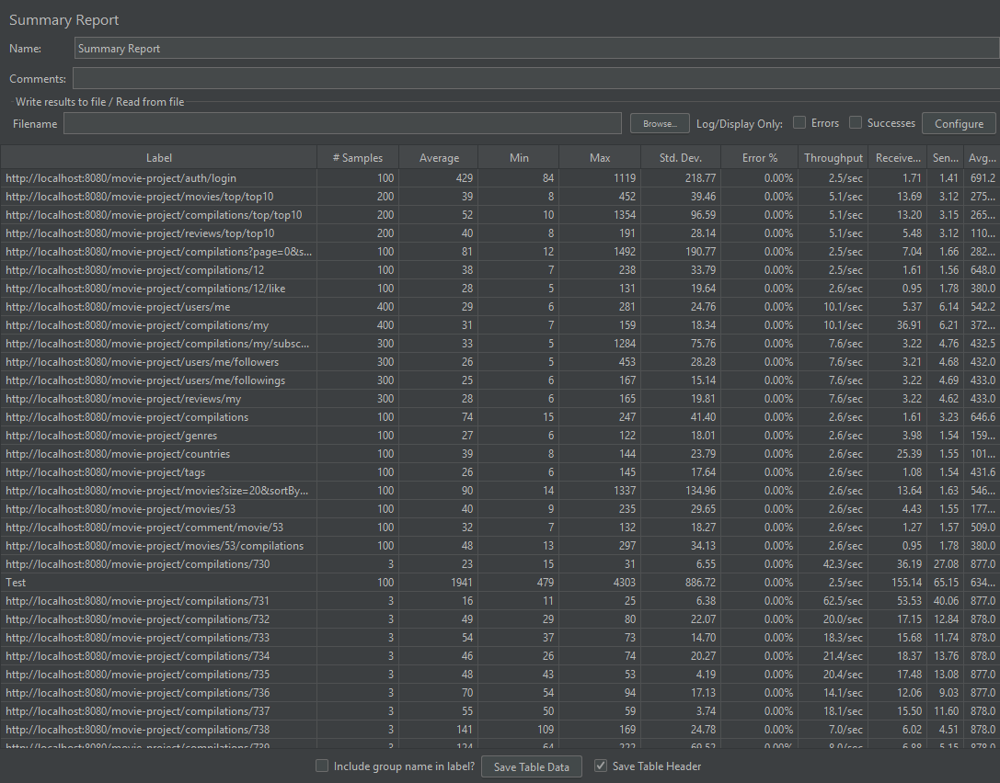 Summary Report
Name: Summary Report
Comments:
Write results to file / Read from file
Filename Browse... Log/Display Only: Errors Successes Configure
Label # Samples Average Min Max Std. Dev. Error % Throughput Receive... Sen... Avg...
http://localhost:8080/movie-project/auth/login 100 429 84 1119 218.77 0.00% 2.5/sec 1.71 1.41 691.2
http://localhost:8080/movie-project/movies/top/top10 200 39 8 452 39.46 0.00% 5.1/sec 13.69 3.12 275...
http://localhost:8080/movie-project/compilations/top/top10 200 52 10 1354 96.59 0.00% 5.1/sec 13.20 3.15 265...
http://localhost:8080/movie-project/reviews/top/top10 200 40 8 191 28.14 0.00% 5.1/sec 5.48 3.12 110...
http://localhost:8080/movie-project/compilations?page=0&s... 100 81 12 1492 190.77 0.00% 2.5/sec 7.04 1.66 282...
http://localhost:8080/movie-project/compilations/12 100 38 7 238 33.79 0.00% 2.5/sec 1.61 1.56 648.0
http://localhost:8080/movie-project/compilations/12/like 100 28 5 131 19.64 0.00% 2.6/sec 0.95 1.78 380.0
http://localhost:8080/movie-project/users/me 400 29 6 281 24.76 0.00% 10.1/sec 5.37 6.14 542.2
http://localhost:8080/movie-project/compilations/my 400 31 7 159 18.34 0.00% 10.1/sec 36.91 6.21 372...
http://localhost:8080/movie-project/compilations/my/subsc... 300 33 5 1284 75.76 0.00% 7.6/sec 3.22 4.76 432.5
http://localhost:8080/movie-project/users/me/followers 300 26 5 453 28.28 0.00% 7.6/sec 3.21 4.68 432.0
http://localhost:8080/movie-project/users/me/followings 300 25 6 167 15.14 0.00% 7.6/sec 3.22 4.69 433.0
http://localhost:8080/movie-project/reviews/my 300 28 6 165 19.81 0.00% 7.6/sec 3.22 4.62 433.0
http://localhost:8080/movie-project/compilations 100 74 15 247 41.40 0.00% 2.6/sec 1.61 3.23 646.6
http://localhost:8080/movie-project/genres 100 27 6 122 18.01 0.00% 2.6/sec 3.98 1.54 159...
http://localhost:8080/movie-project/countries 100 39 8 144 23.79 0.00% 2.6/sec 25.39 1.55 101...
http://localhost:8080/movie-project/tags 100 26 6 145 17.64 0.00% 2.6/sec 1.08 1.54 431.6
http://localhost:8080/movie-project/movies?size=20&sortBy... 100 90 14 1337 134.96 0.00% 2.6/sec 13.64 1.63 546...
http://localhost:8080/movie-project/movies/53 100 40 9 235 29.65 0.00% 2.6/sec 4.43 1.55 177...
http://localhost:8080/movie-project/comment/movie/53 100 32 7 132 18.27 0.00% 2.6/sec 1.27 1.57 509.0
http://localhost:8080/movie-project/movies/53/compilations 100 48 13 297 34.13 0.00% 2.6/sec 0.95 1.78 380.0
http://localhost:8080/movie-project/compilations/730 3 23 15 31 6.55 0.00% 42.3/sec 36.19 27.08 877.0
Test 100 1941 479 4303 886.72 0.00% 2.5/sec 155.14 65.15 634...
http://localhost:8080/movie-project/compilations/731 3 16 11 25 6.38 0.00% 62.5/sec 53.53 40.06 877.0
http://localhost:8080/movie-project/compilations/732 3 49 29 80 22.07 0.00% 20.0/sec 17.15 12.84 878.0
http://localhost:8080/movie-project/compilations/733 3 54 37 73 14.70 0.00% 18.3/sec 15.68 11.74 878.0
http://localhost:8080/movie-project/compilations/734 3 46 26 74 20.27 0.00% 21.4/sec 18.37 13.76 878.0
http://localhost:8080/movie-project/compilations/735 3 48 43 53 4.19 0.00% 20.4/sec 17.48 13.08 877.0
http://localhost:8080/movie-project/compilations/736 3 70 54 94 17.13 0.00% 14.1/sec 12.06 9.03 877.0
http://localhost:8080/movie-project/compilations/737 3 55 50 59 3.74 0.00% 18.1/sec 15.50 11.60 878.0
http://localhost:8080/movie-project/compilations/738 3 141 109 169 24.78 0.00% 7.0/sec 6.02 4.51 878.0
http://localhost:8080/movie-project/compilations/739 3 124 64 222 69.52 0.00% 8.0/sec 6.88 5.15 878.0
Include group name in label? Save Table Data Save Table Header